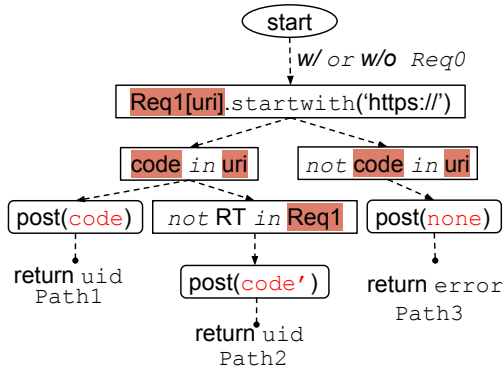 start
w/ or w/o Req0
Req1[uri].startwith(‘https://’)
code in uri
not code in uri
post(code)
not RT in Req1
post(none)
return uid
Path1
post(code’)
return error
Path3
return uid
Path2